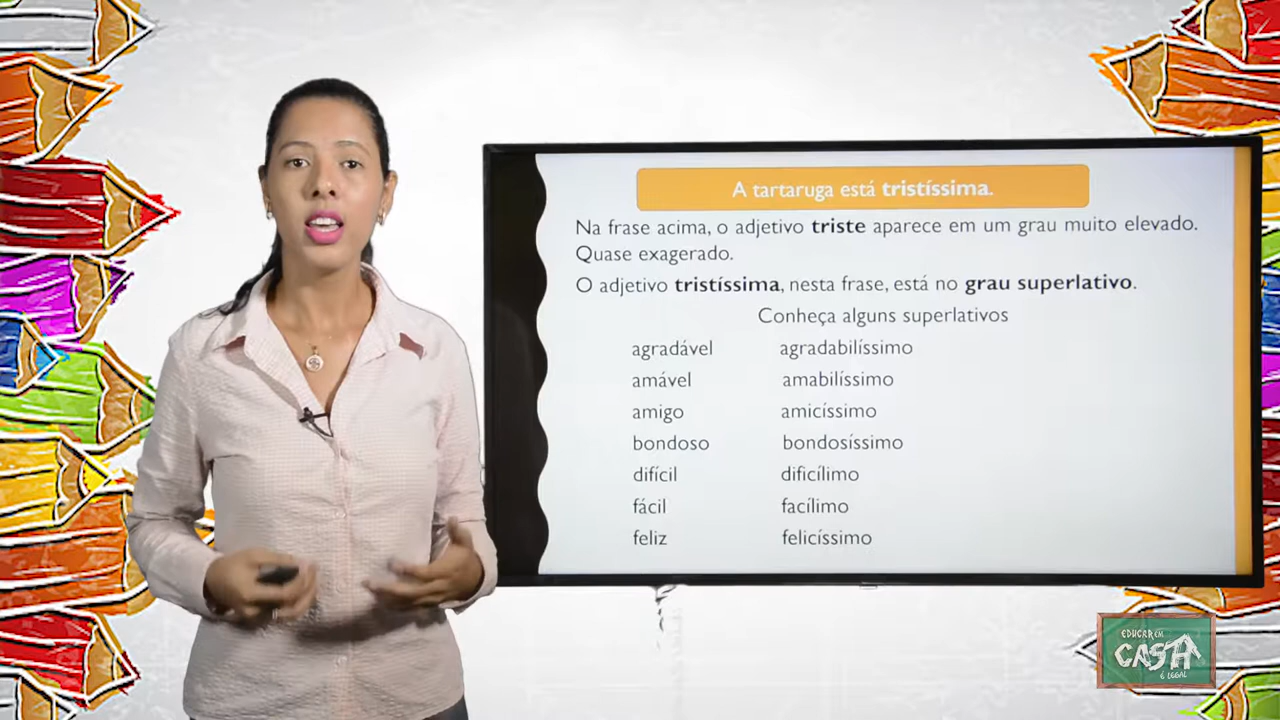 A tartaruga está tristíssima.
Na frase acima, o adjetivo triste aparece em um grau muito elevado.
Quase exagerado.
O adjetivo tristíssima, nesta frase, está no grau superlativo.
Conheça alguns superlativos
agradável agradabilíssimo
amável amabilíssimo
amigo amicíssimo
bondoso bondosíssimo
difícil dificílimo
fácil facílimo
feliz felicíssimo
EDUCAR EM
CASA
É LEGAL